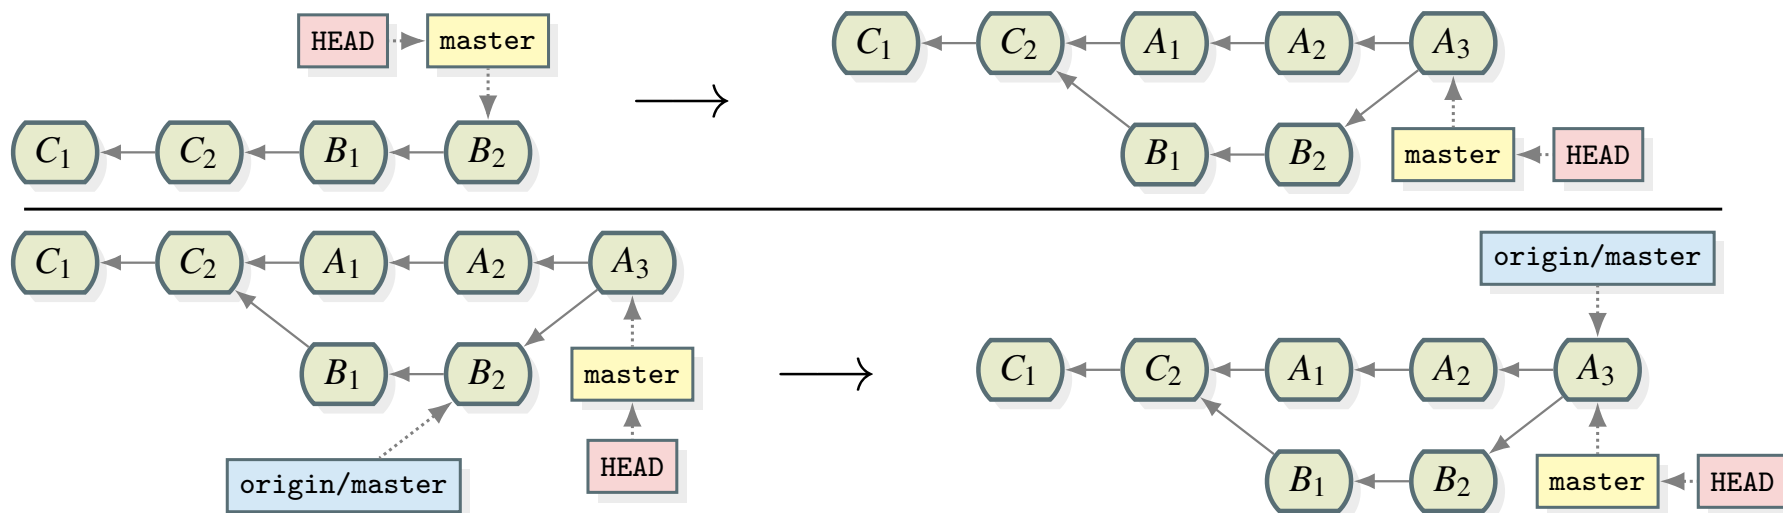 HEAD master
C₁ C₂ B₁ B₂
C₁ C₂ A₁ A₂ A₃
B₁ B₂ master HEAD
C₁ C₂ A₁ A₂ A₃
B₁ B₂ master
origin/master HEAD
origin/master
C₁ C₂ A₁ A₂ A₃
B₁ B₂ master HEAD